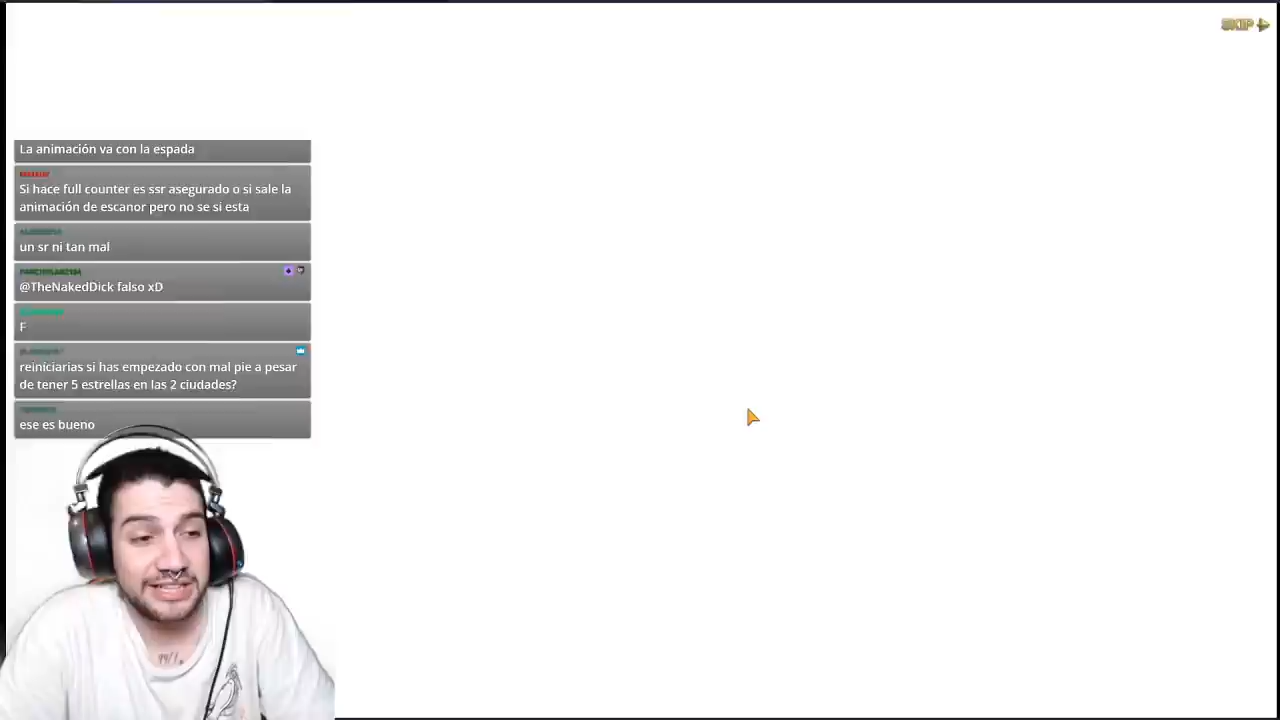 SKIP
La animación va con la espada
Si hace full counter es ssr asegurado o si sale la
animación de escanor pero no se si esta
un sr ni tan mal
@TheNakedDick falso xD
F
reiniciarias si has empezado con mal pie a pesar
de tener 5 estrellas en las 2 ciudades?
ese es bueno